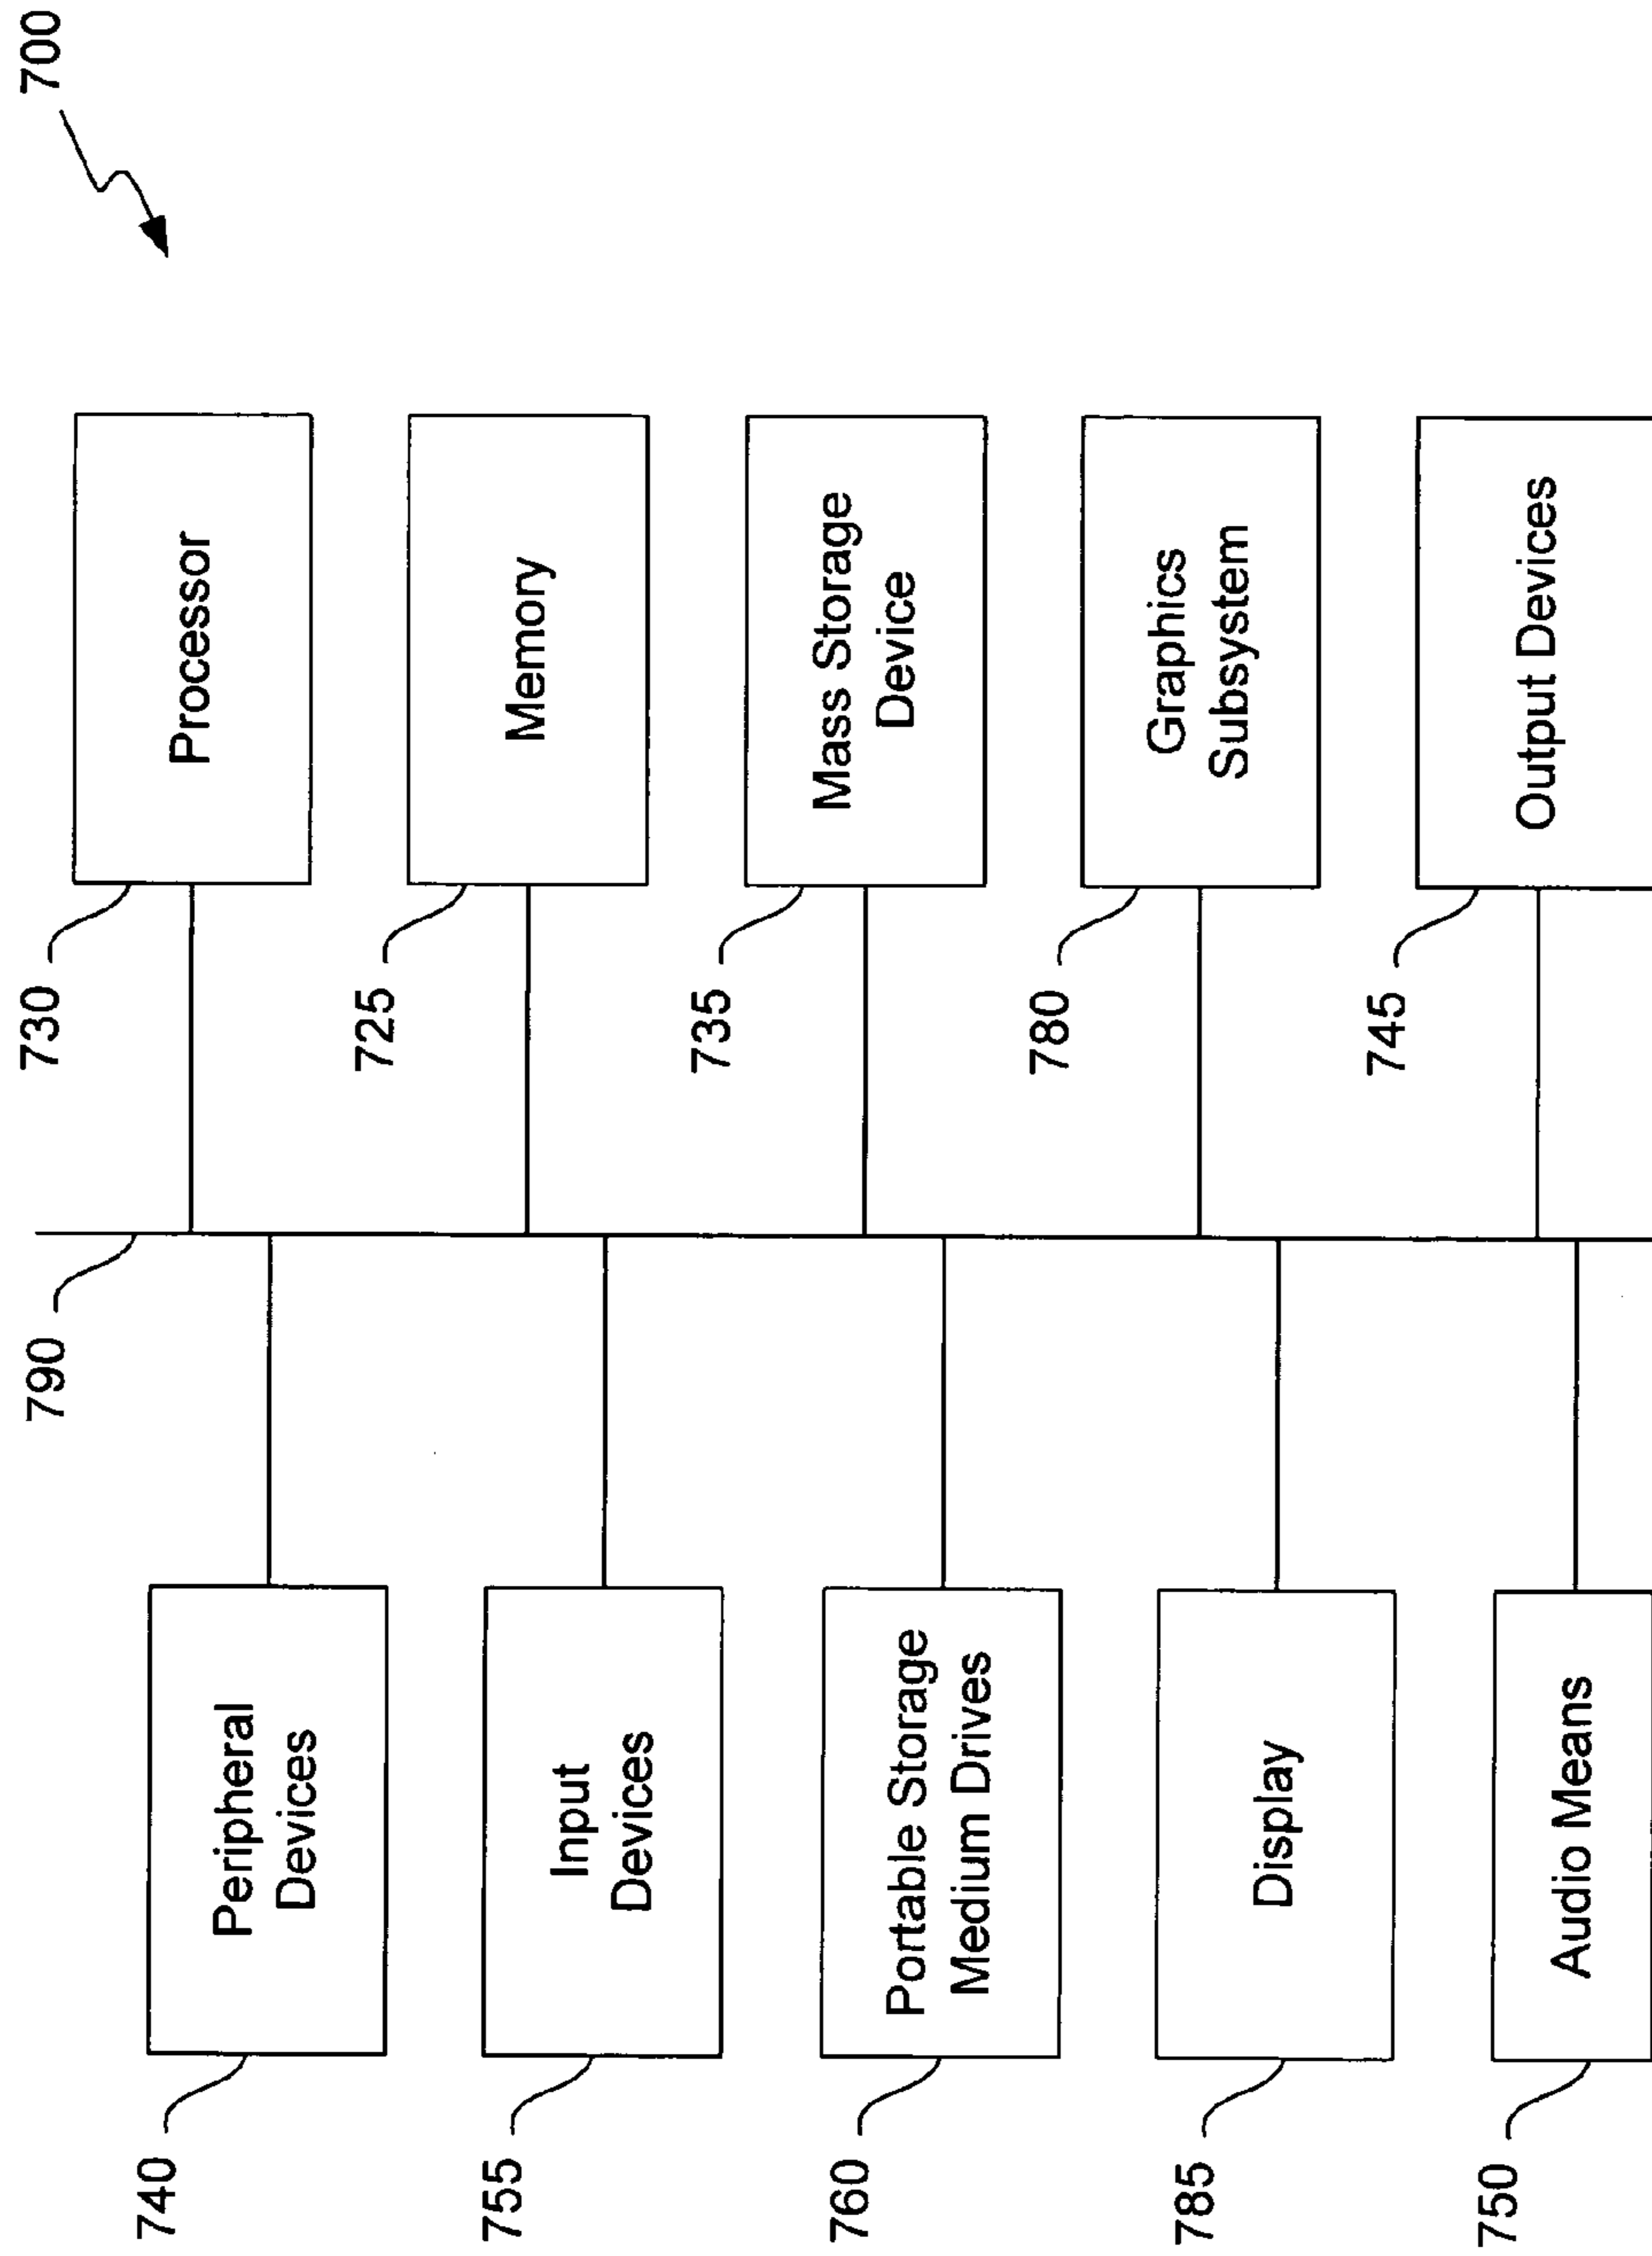 700
730
Processor
725
Memory
735
Mass Storage
Device
780
Graphics
Subsystem
745
Output Devices
790
740
Peripheral
Devices
755
Input
Devices
760
Portable Storage
Medium Drives
785
Display
750
Audio Means